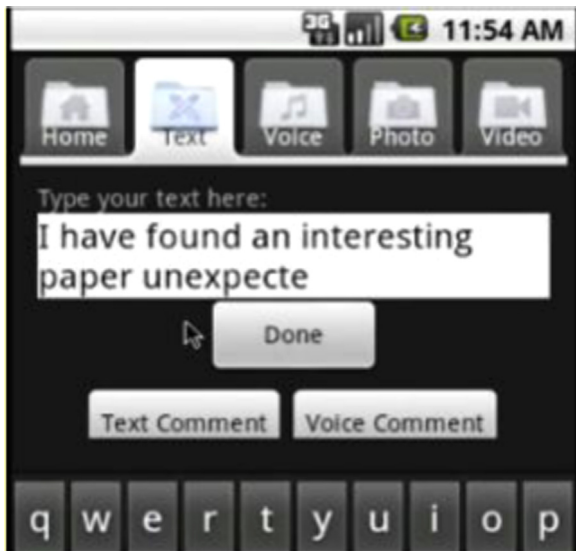 3G 11:54 AM
Home Text Voice Photo Video
Type your text here:
I have found an interesting
paper unexpecte
Done
Text Comment Voice Comment
q w e r t y u i o p